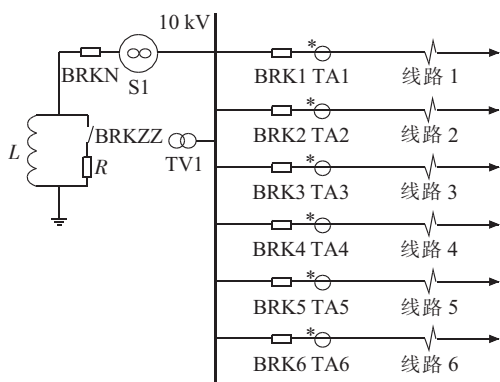 10 kV
BRKN
S1
L
BRKZZ
R
TV1
* BRK1 TA1 线路 1
* BRK2 TA2 线路 2
* BRK3 TA3 线路 3
* BRK4 TA4 线路 4
* BRK5 TA5 线路 5
* BRK6 TA6 线路 6